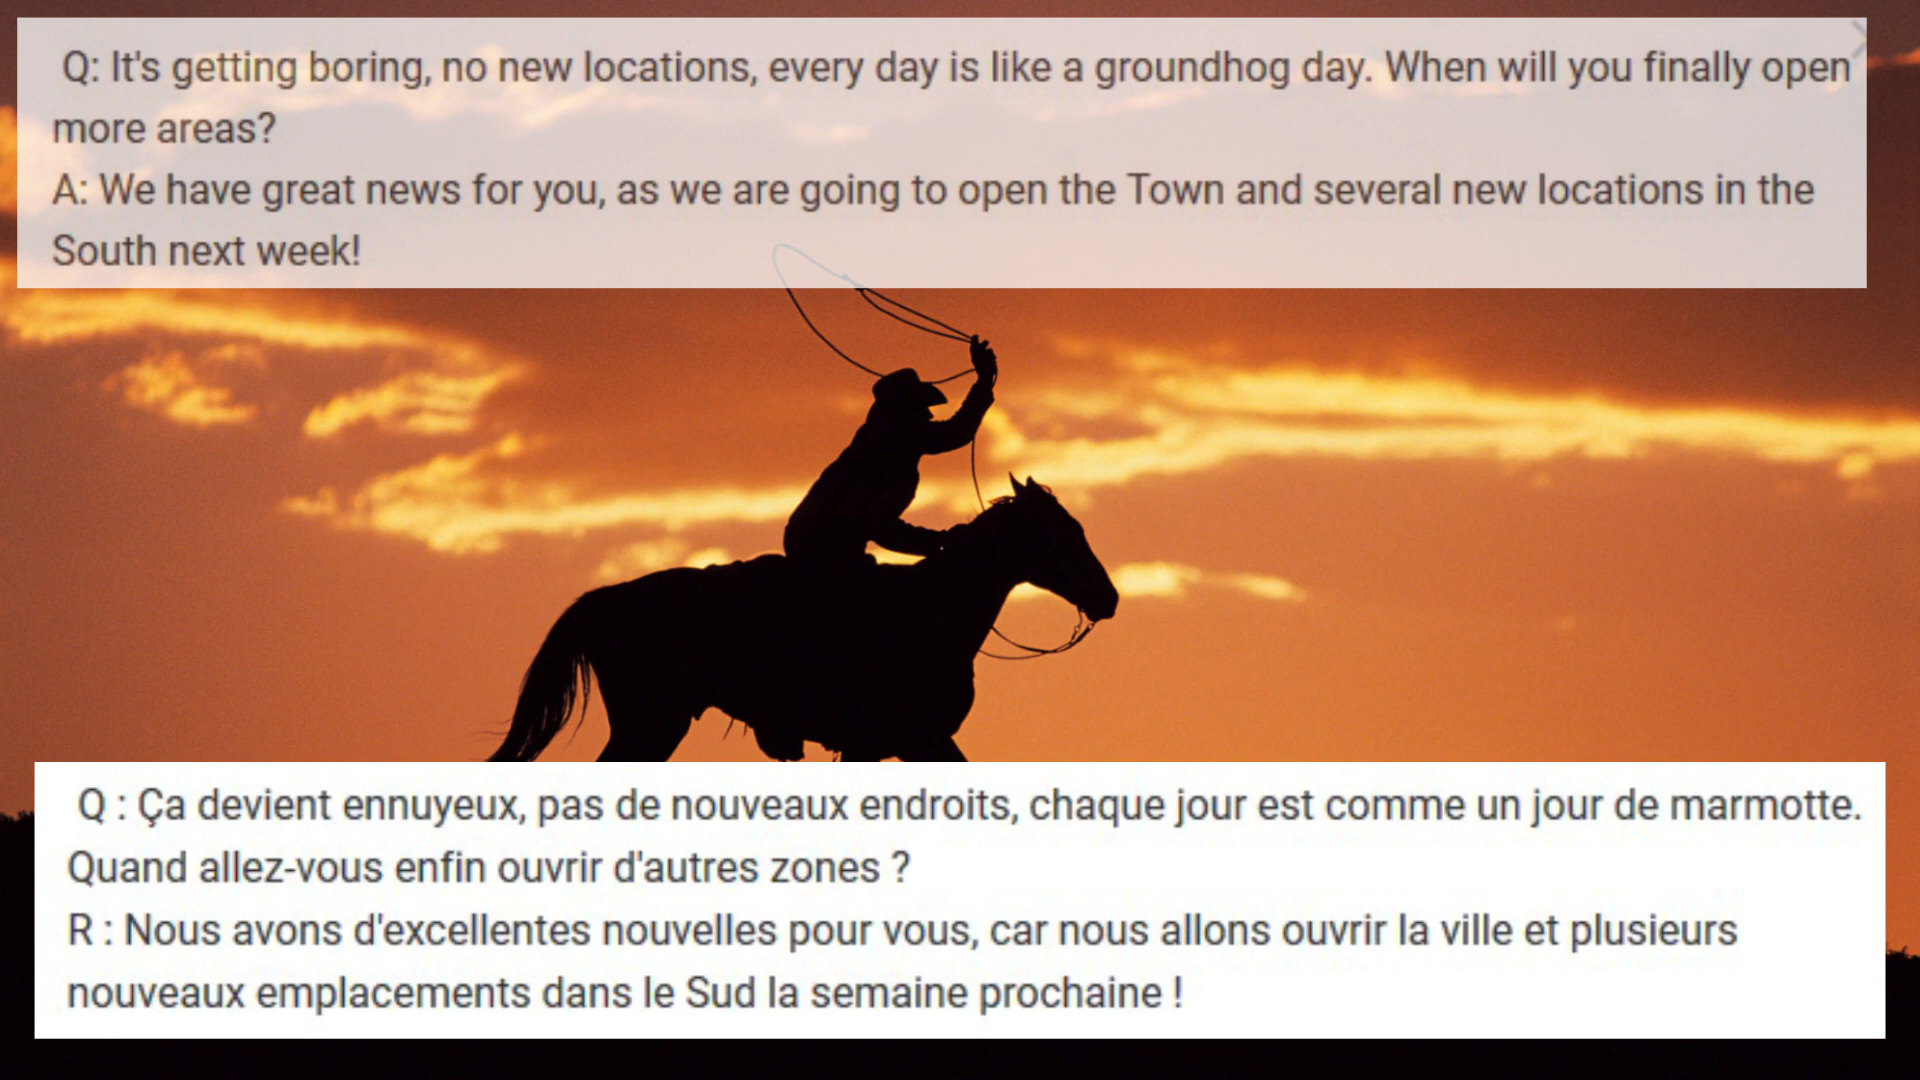 Q: It's getting boring, no new locations, every day is like a groundhog day. When will you finally open
more areas?
A: We have great news for you, as we are going to open the Town and several new locations in the
South next week!
Q : Ça devient ennuyeux, pas de nouveaux endroits, chaque jour est comme un jour de marmotte.
Quand allez-vous enfin ouvrir d'autres zones ?
R : Nous avons d'excellentes nouvelles pour vous, car nous allons ouvrir la ville et plusieurs
nouveaux emplacements dans le Sud la semaine prochaine !